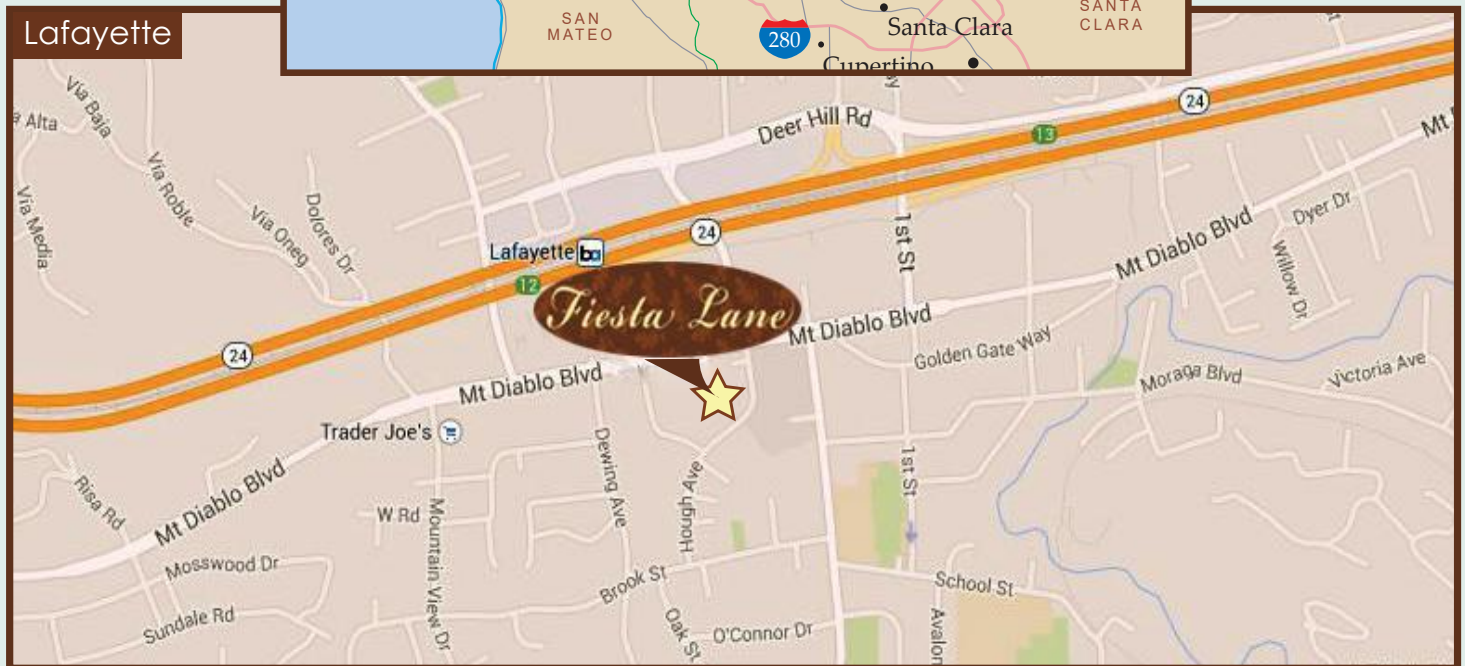 Lafayette
SAN
MATEO
280
Santa Clara
Cupertino
SANTA
CLARA
Via Baja
a Alta
Via Roble
Via Media
Via Oneg
Dolores Dr
Deer Hill Rd
24
13
Mt
Lafayette
ba
24
12
1st St
Mt Diablo Blvd
Dyer Dr
Willow Dr
Fiesta Lane
Mt Diablo Blvd
Golden Gate Way
24
Mt Diablo Blvd
Moraga Blvd
Victoria Ave
Trader Joe's
Dewing Ave
Hough Ave
1st St
Risa Rd
Mt Diablo Blvd
W Rd
Mountain View Dr
Mosswood Dr
Brook St
School St
Sundale Rd
Oak St
O'Connor Dr
Avalon